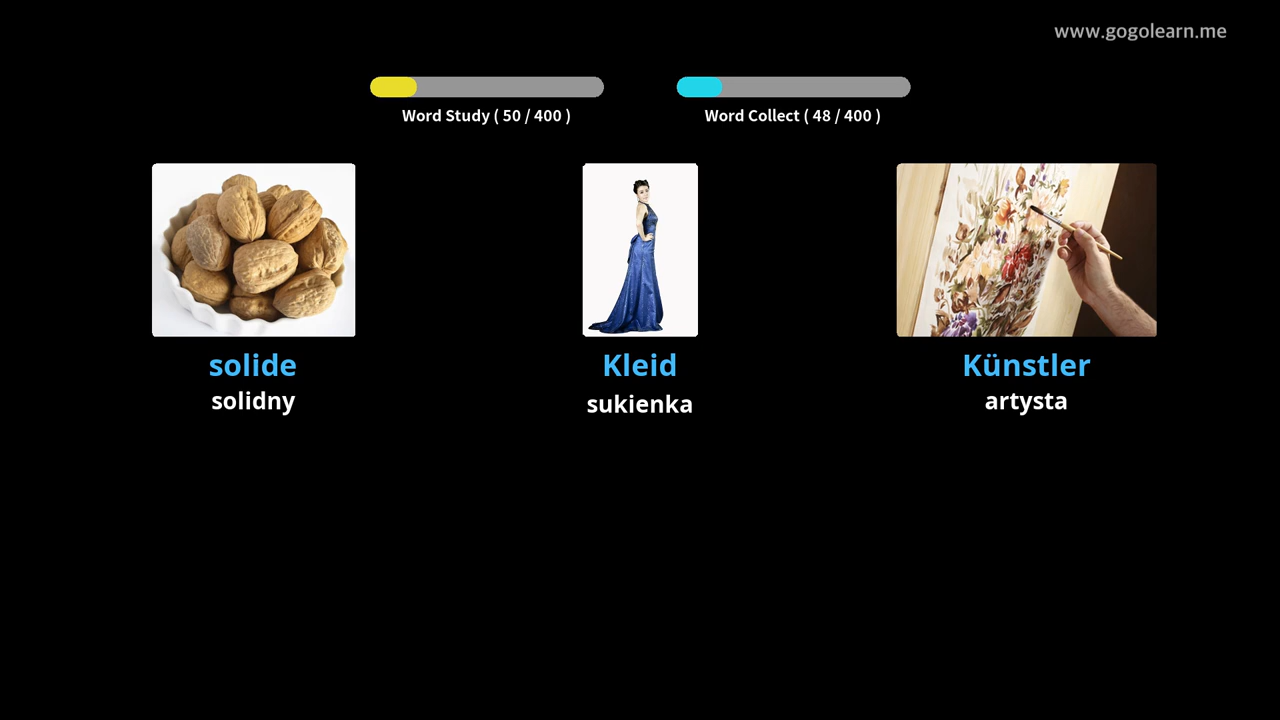 www.gogolearn.me
Word Study ( 50 / 400 )
Word Collect ( 48 / 400 )
solide
solidny
Kleid
sukienka
Künstler
artysta